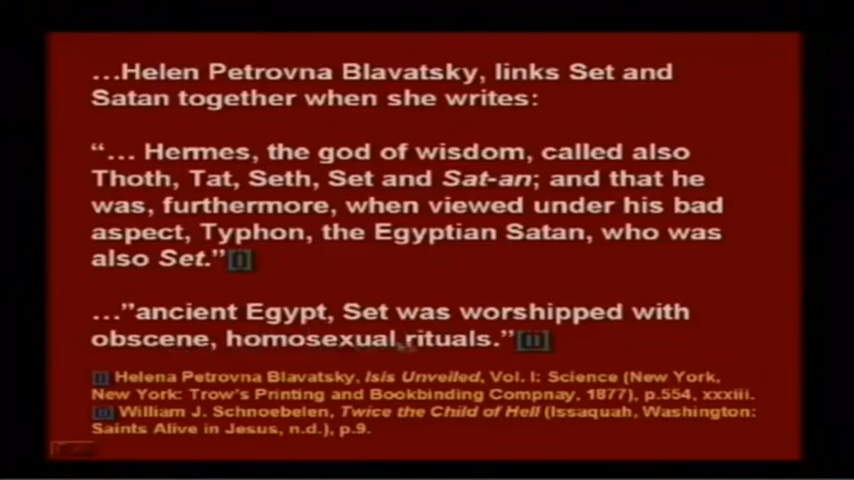 ...Helen Petrovna Blavatsky, links Set and
Satan together when she writes:
“... Hermes, the god of wisdom, called also
Thoth, Tat, Seth, Set and Sat-an; and that he
was, furthermore, when viewed under his bad
aspect, Typhon, the Egyptian Satan, who was
also Set.”[i]
...”ancient Egypt, Set was worshipped with
obscene, homosexual rituals.”[ii]
[i] Helena Petrovna Blavatsky, Isis Unveiled, Vol. I: Science (New York,
New York: Trow's Printing and Bookbinding Compnay, 1877), p.554, xxxiii.
[ii] William J. Schnoebelen, Twice the Child of Hell (Issaquah, Washington:
Saints Alive in Jesus, n.d.), p.9.